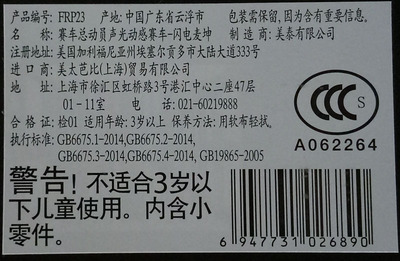 产品编号: FRP23 产地: 中国广东省云浮市 包装需保留,因为含有重要信息。
名 称: 赛车总动员声光动感赛车-闪电麦坤 制 造 商: 美泰有限公司
注册地址: 美国加利福尼亚州埃塞尔贡多市大陆大道333号
进 口 商: 美太芭比(上海)贸易有限公司
地 址: 上海市徐汇区虹桥路3号港汇中心二座47层
01-11室 电 话: 021-60219888
合 格 证: 检01 适用年龄: 3岁以上 保养方法: 用软布轻拭。
执行标准: GB6675.1-2014, GB6675.2-2014,
GB6675.3-2014, GB6675.4-2014, GB19865-2005
CCC S
A062264
警告! 不适合3岁以
下儿童使用。内含小
零件。
6 947731 026890